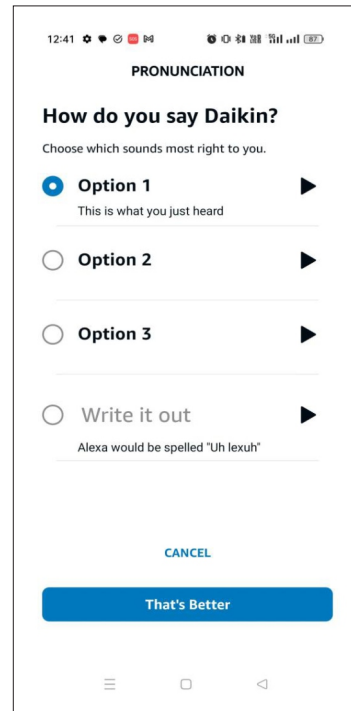 12:41
87
PRONUNCIATION
How do you say Daikin?
Choose which sounds most right to you.
Option 1
This is what you just heard
Option 2
Option 3
Write it out
Alexa would be spelled "Uh lexuh"
CANCEL
That's Better